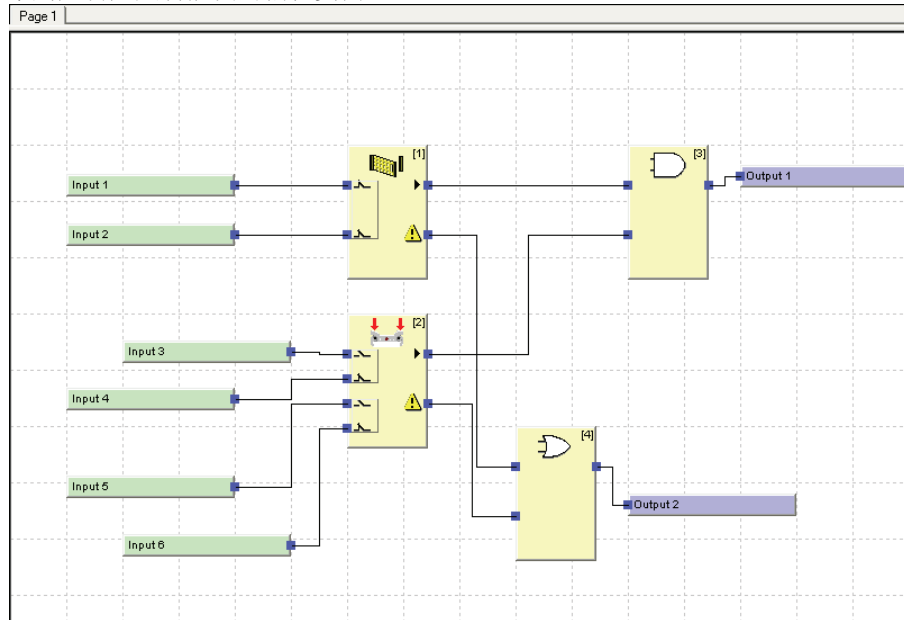 Page 1
[1]
[3]
Input 1
Output 1
Input 2
[2]
Input 3
Input 4
[4]
Input 5
Output 2
Input 6